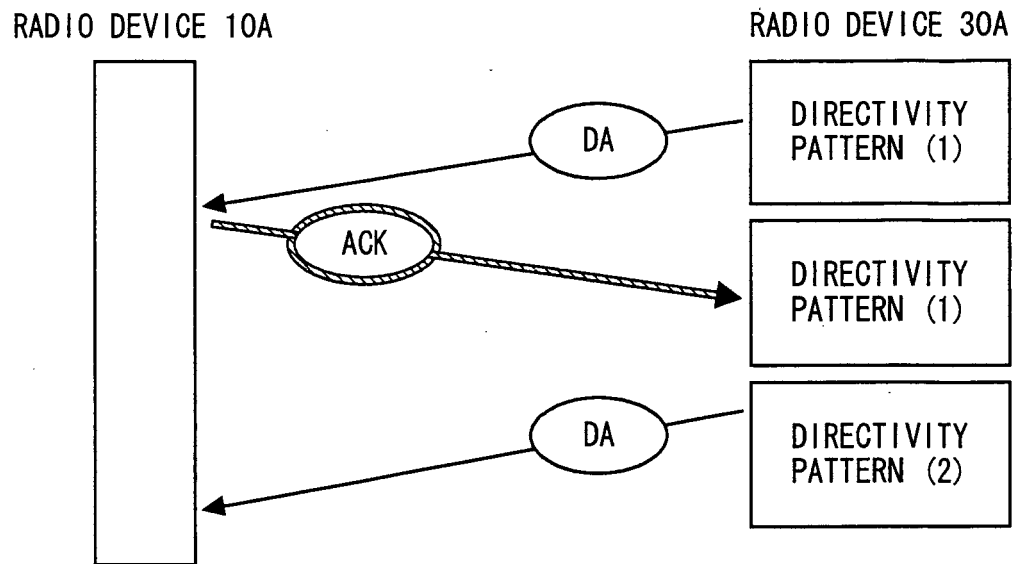 RADIO DEVICE 10A
RADIO DEVICE 30A
DA
DIRECTIVITY
PATTERN (1)
ACK
DIRECTIVITY
PATTERN (1)
DA
DIRECTIVITY
PATTERN (2)